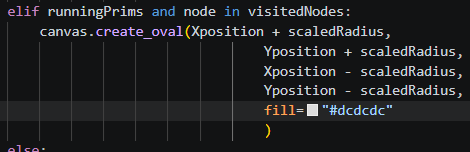 elif runningPrims and node in visitedNodes:
canvas.create_oval(Xposition + scaledRadius,
Yposition + scaledRadius,
Xposition - scaledRadius,
Yposition - scaledRadius,
fill="#dcdcdc"
)
else: